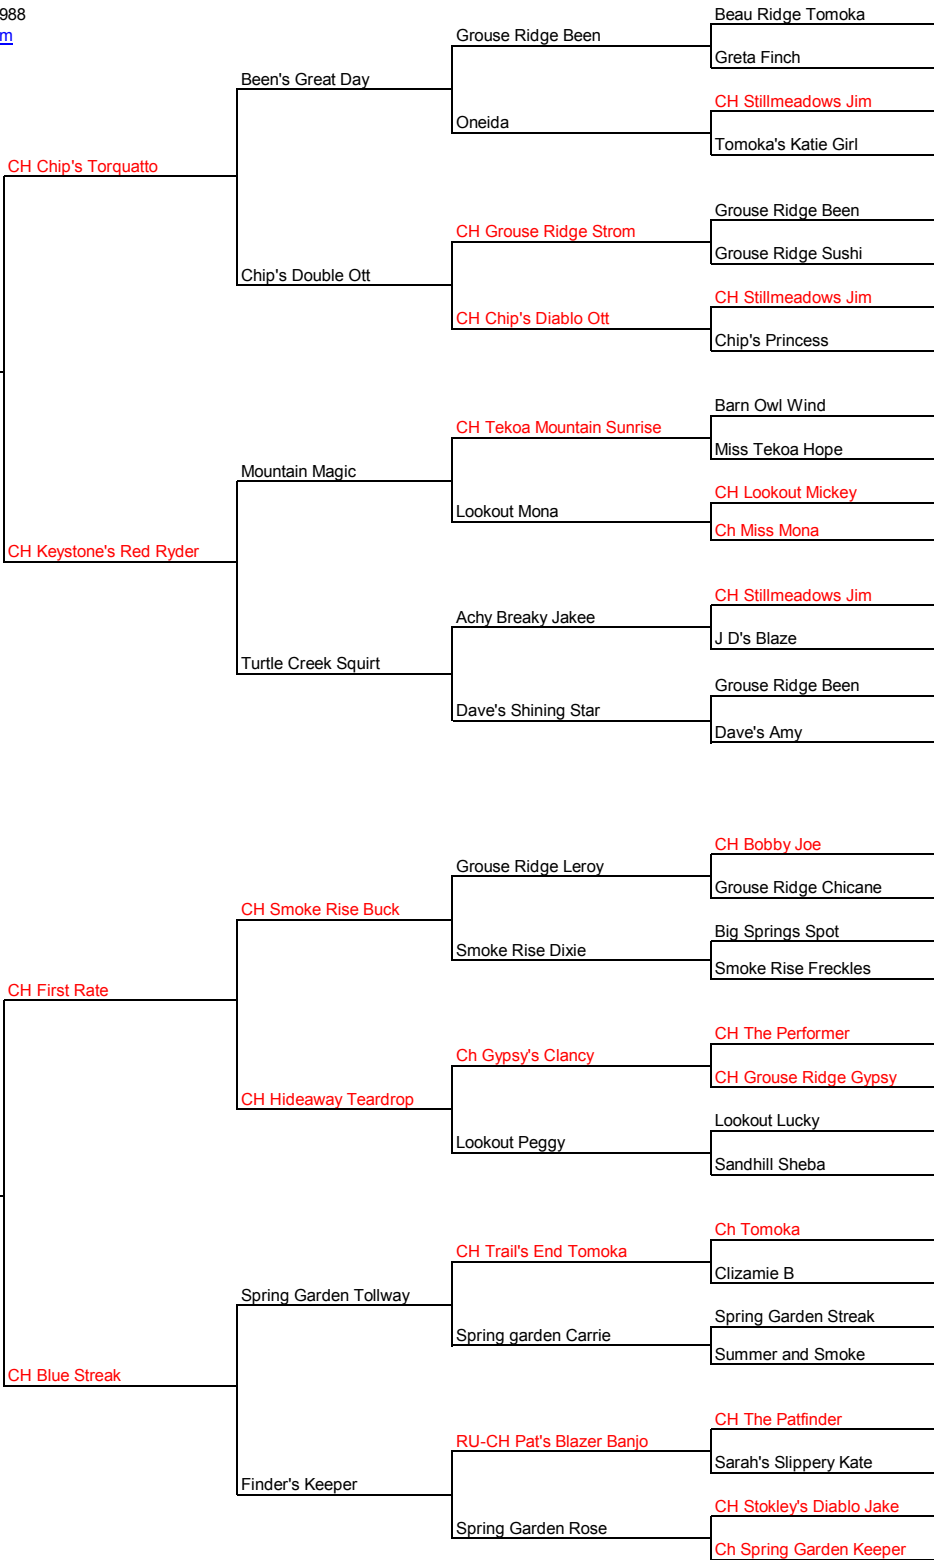 988
m
Beau Ridge Tomoka
Grouse Ridge Been
Greta Finch
Been's Great Day
CH Stillmeadows Jim
Oneida
Tomoka's Katie Girl
CH Chip's Torquatto
Grouse Ridge Been
CH Grouse Ridge Strom
Grouse Ridge Sushi
Chip's Double Ott
CH Stillmeadows Jim
CH Chip's Diablo Ott
Chip's Princess
Barn Owl Wind
CH Tekoa Mountain Sunrise
Miss Tekoa Hope
Mountain Magic
CH Lookout Mickey
Lookout Mona
Ch Miss Mona
CH Keystone's Red Ryder
CH Stillmeadows Jim
Achy Breaky Jakee
J D's Blaze
Turtle Creek Squirt
Grouse Ridge Been
Dave's Shining Star
Dave's Amy
CH Bobby Joe
Grouse Ridge Leroy
Grouse Ridge Chicane
CH Smoke Rise Buck
Big Springs Spot
Smoke Rise Dixie
Smoke Rise Freckles
CH First Rate
CH The Performer
Ch Gypsy's Clancy
CH Grouse Ridge Gypsy
CH Hideaway Teardrop
Lookout Lucky
Lookout Peggy
Sandhill Sheba
Ch Tomoka
CH Trail's End Tomoka
Clizamie B
Spring Garden Tollway
Spring Garden Streak
Spring garden Carrie
Summer and Smoke
CH Blue Streak
CH The Patfinder
RU-CH Pat's Blazer Banjo
Sarah's Slippery Kate
Finder's Keeper
CH Stokley's Diablo Jake
Spring Garden Rose
Ch Spring Garden Keeper